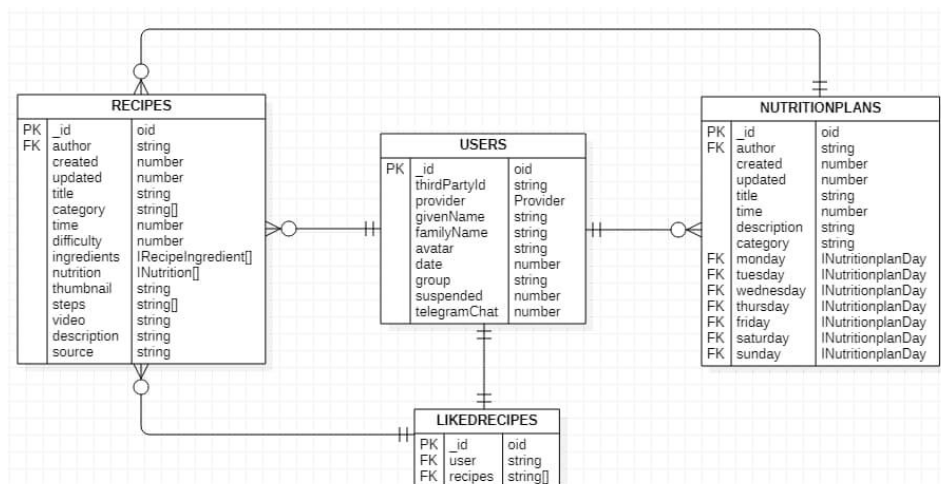 RECIPES
PK _id oid
FK author string
created number
updated number
title string
category string[]
time number
difficulty number
ingredients IRecipeIngredient[]
nutrition INutrition[]
thumbnail string
steps string[]
video string
description string
source string
USERS
PK _id oid
thirdPartyId string
provider Provider
givenName string
familyName string
avatar string
date number
group string
suspended number
telegramChat number
NUTRITIONPLANS
PK _id oid
FK author string
created number
updated number
title string
time number
description string
category string
FK monday INutritionplanDay
FK tuesday INutritionplanDay
FK wednesday INutritionplanDay
FK thursday INutritionplanDay
FK friday INutritionplanDay
FK saturday INutritionplanDay
FK sunday INutritionplanDay
LIKEDRECIPES
PK _id oid
FK user string
FK recipes string[]